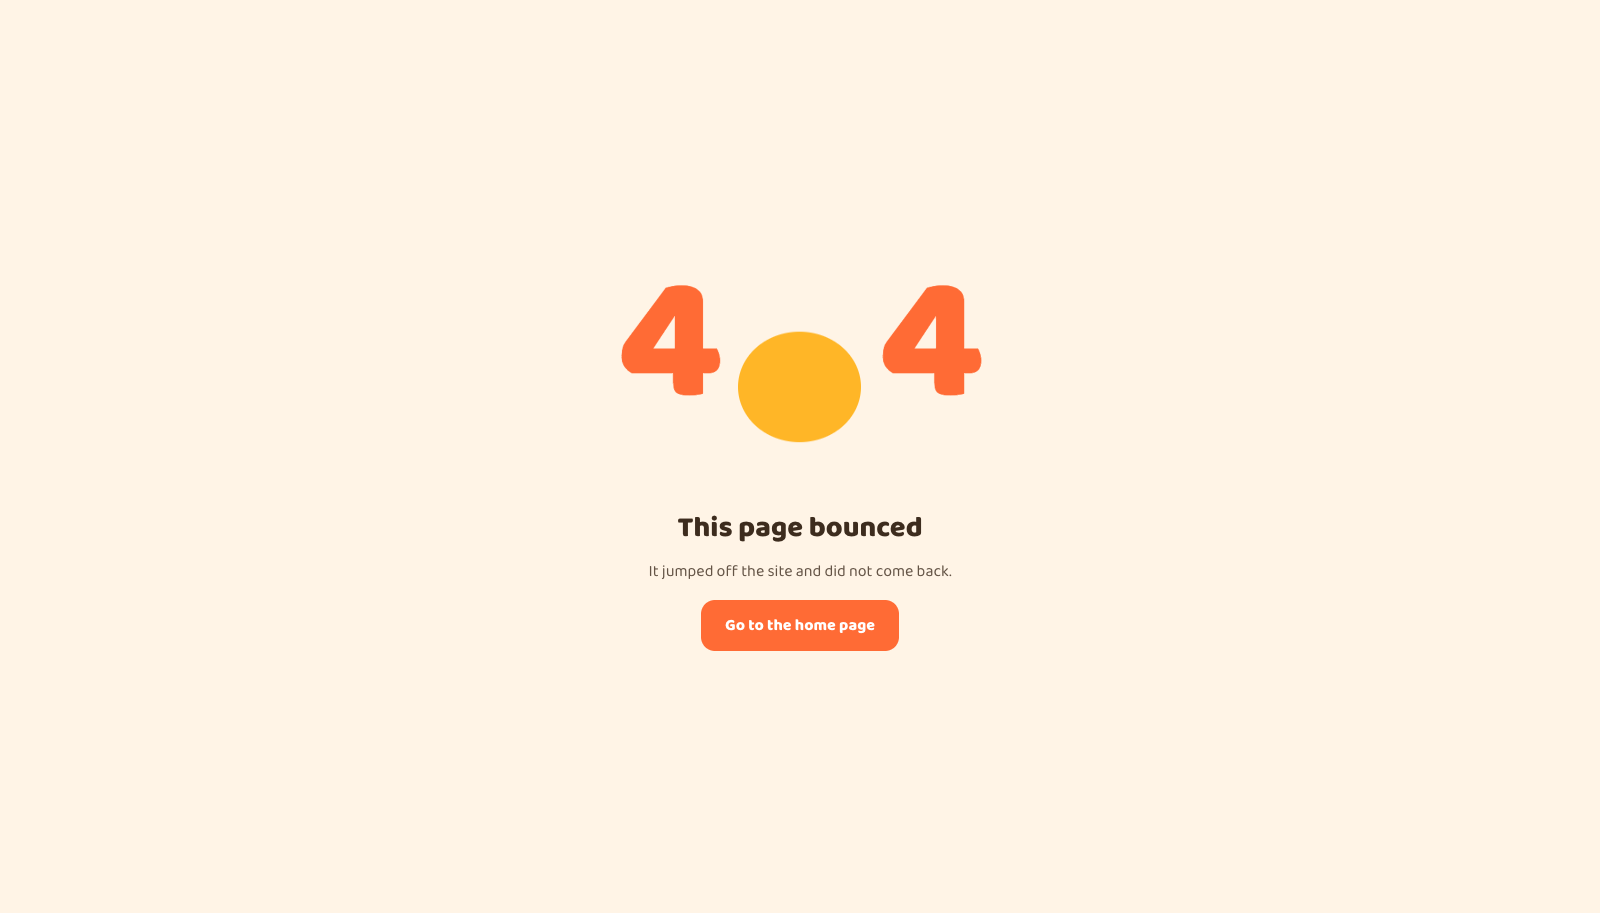 4 4
This page bounced
It jumped off the site and did not come back.
Go to the home page